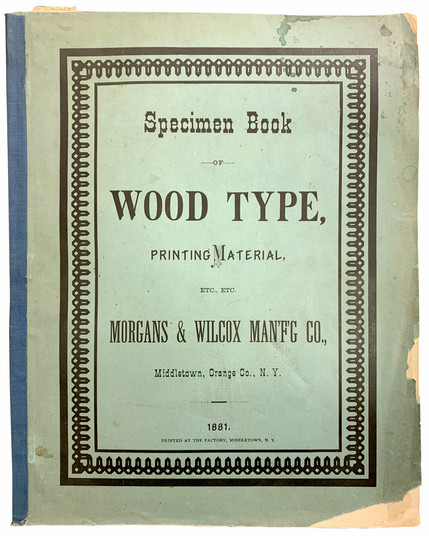 Specimen Book
OF
WOOD TYPE,
PRINTING MATERIAL,
ETC., ETC.
MORGANS & WILCOX MAN'F'G CO.,
Middletown, Orange Co., N. Y.
1881.
PRINTED AT THE FACTORY, MIDDLETOWN, N. Y.